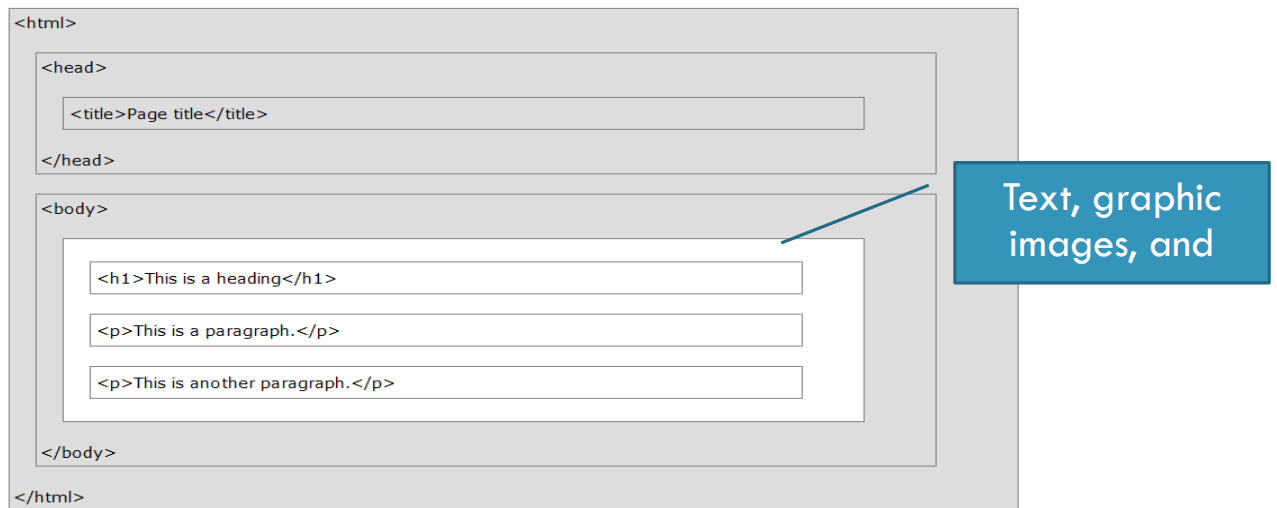 <html>
<head>
<title>Page title</title>
</head>
<body>
<h1>This is a heading</h1>
<p>This is a paragraph.</p>
<p>This is another paragraph.</p>
</body>
</html>
Text, graphic
images, and